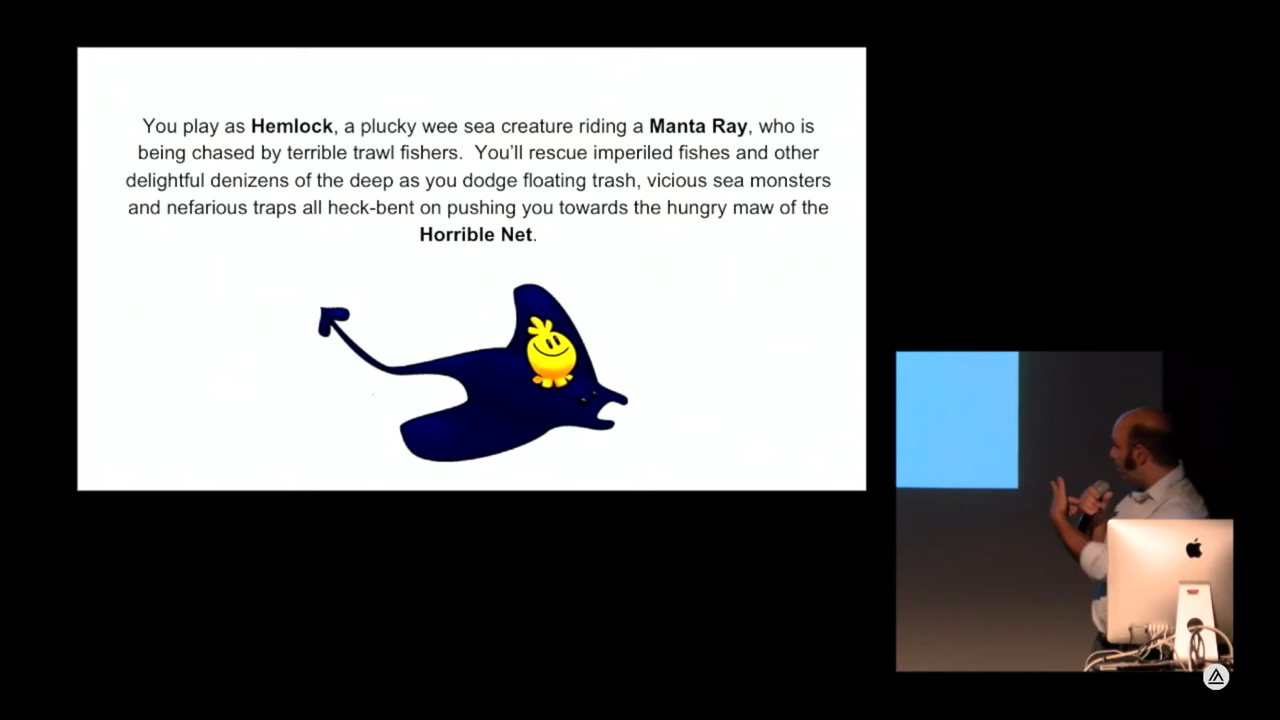 You play as Hemlock, a plucky wee sea creature riding a Manta Ray, who is
being chased by terrible trawl fishers.  You'll rescue imperiled fishes and other
delightful denizens of the deep as you dodge floating trash, vicious sea monsters
and nefarious traps all heck-bent on pushing you towards the hungry maw of the
Horrible Net.